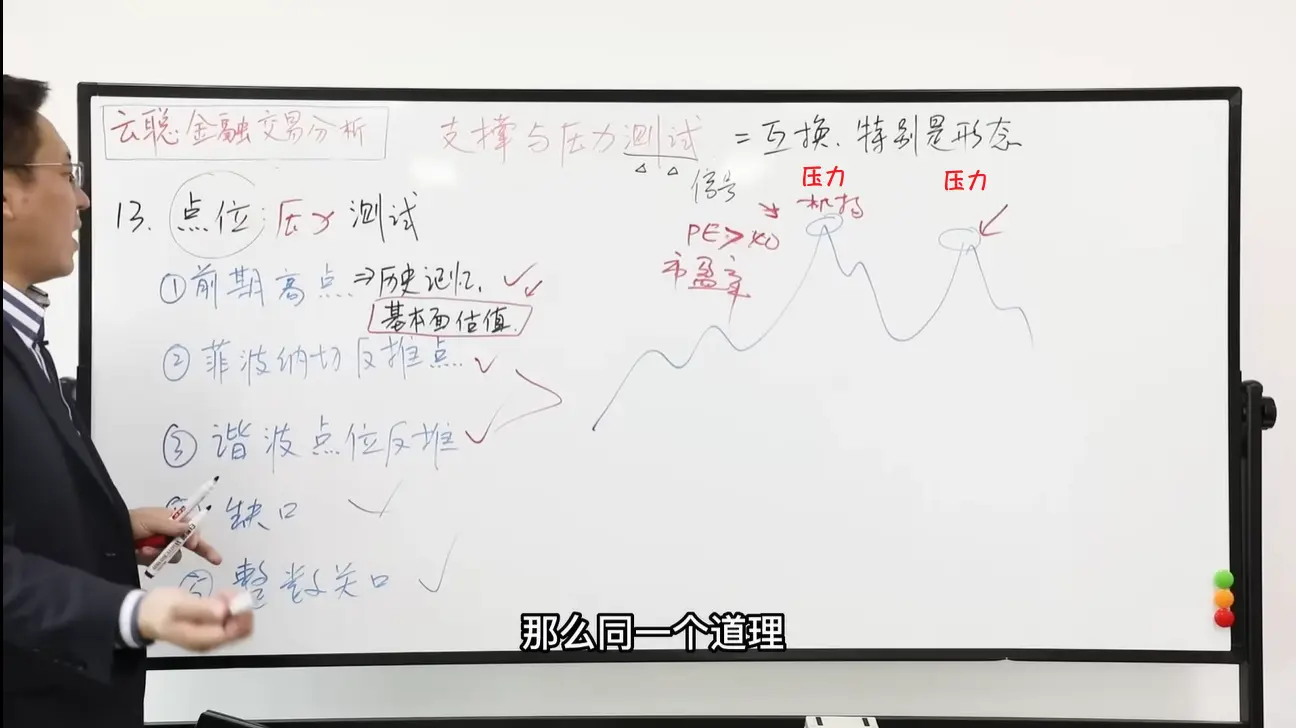 云聪金融交易分析
支撑与压力测试 = 互换、特别是形态
信号
压力 压力
机构
13. 点位：压力测试
PE>
市盈率
①前期高点⇒历史记忆、
基本面估值.
②菲波纳切反推点
③谐波点位反推
缺口
⑤整数关口
那么同一个道理